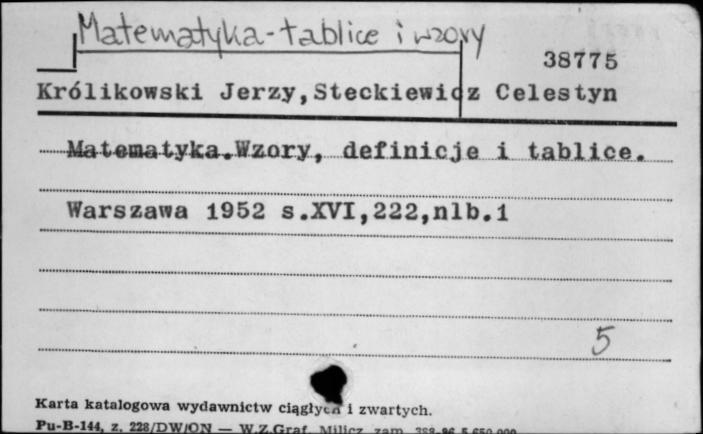 Matematyka-tablice i wzory
38775
Królikowski Jerzy,Steckiewicz Celestyn
Matematyka.Wzory, definicje i tablice.
Warszawa 1952 s.XVI,222,nlb.1
5
Karta katalogowa wydawnictw ciągłych i zwartych.
Pu-B-144, z. 228/DW/ON — W.Z.Graf. Milicz zam.